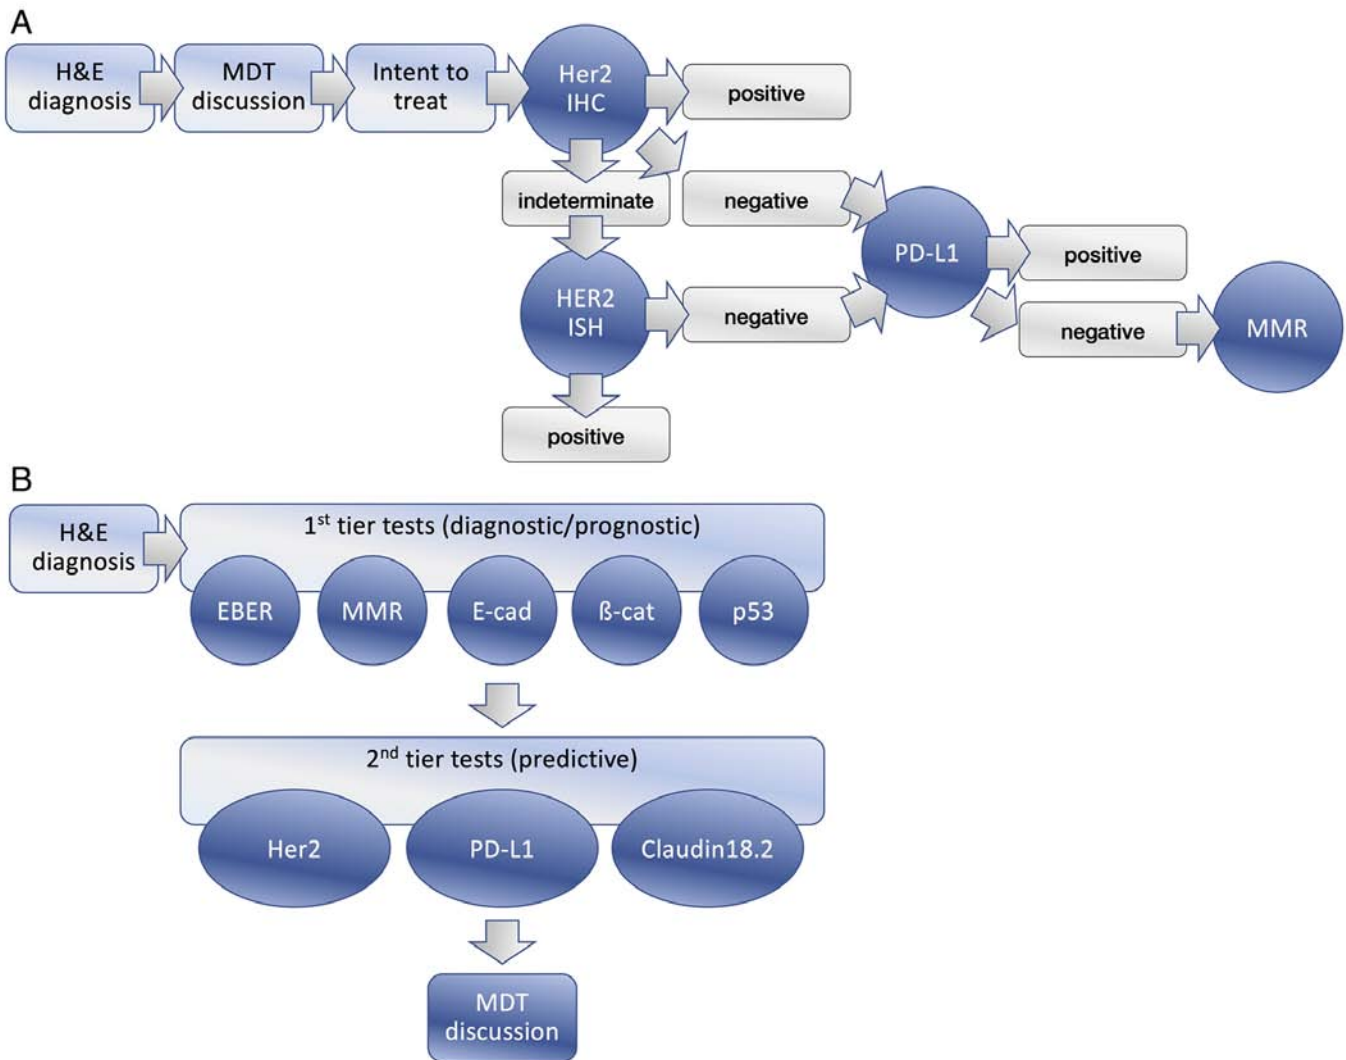 A
H&E
diagnosis
MDT
discussion
Intent to
treat
Her2
IHC
positive
indeterminate
negative
PD-L1
positive
HER2
ISH
negative
negative
MMR
positive
B
H&E
diagnosis
1st tier tests (diagnostic/prognostic)
EBER
MMR
E-cad
ß-cat
p53
2nd tier tests (predictive)
Her2
PD-L1
Claudin18.2
MDT
discussion